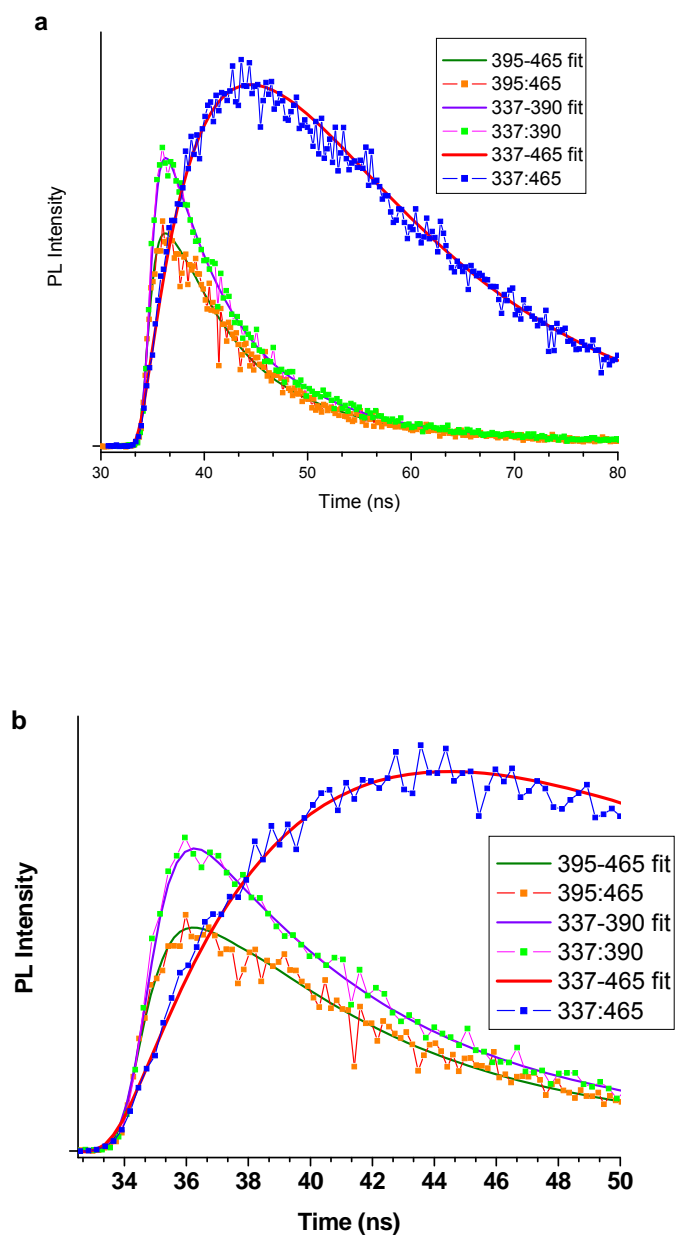 a
PL Intensity
395-465 fit
395:465
337-390 fit
337:390
337-465 fit
337:465
30 40 50 60 70 80
Time (ns)
b
PL Intensity
395-465 fit
395:465
337-390 fit
337:390
337-465 fit
337:465
34 36 38 40 42 44 46 48 50
Time (ns)